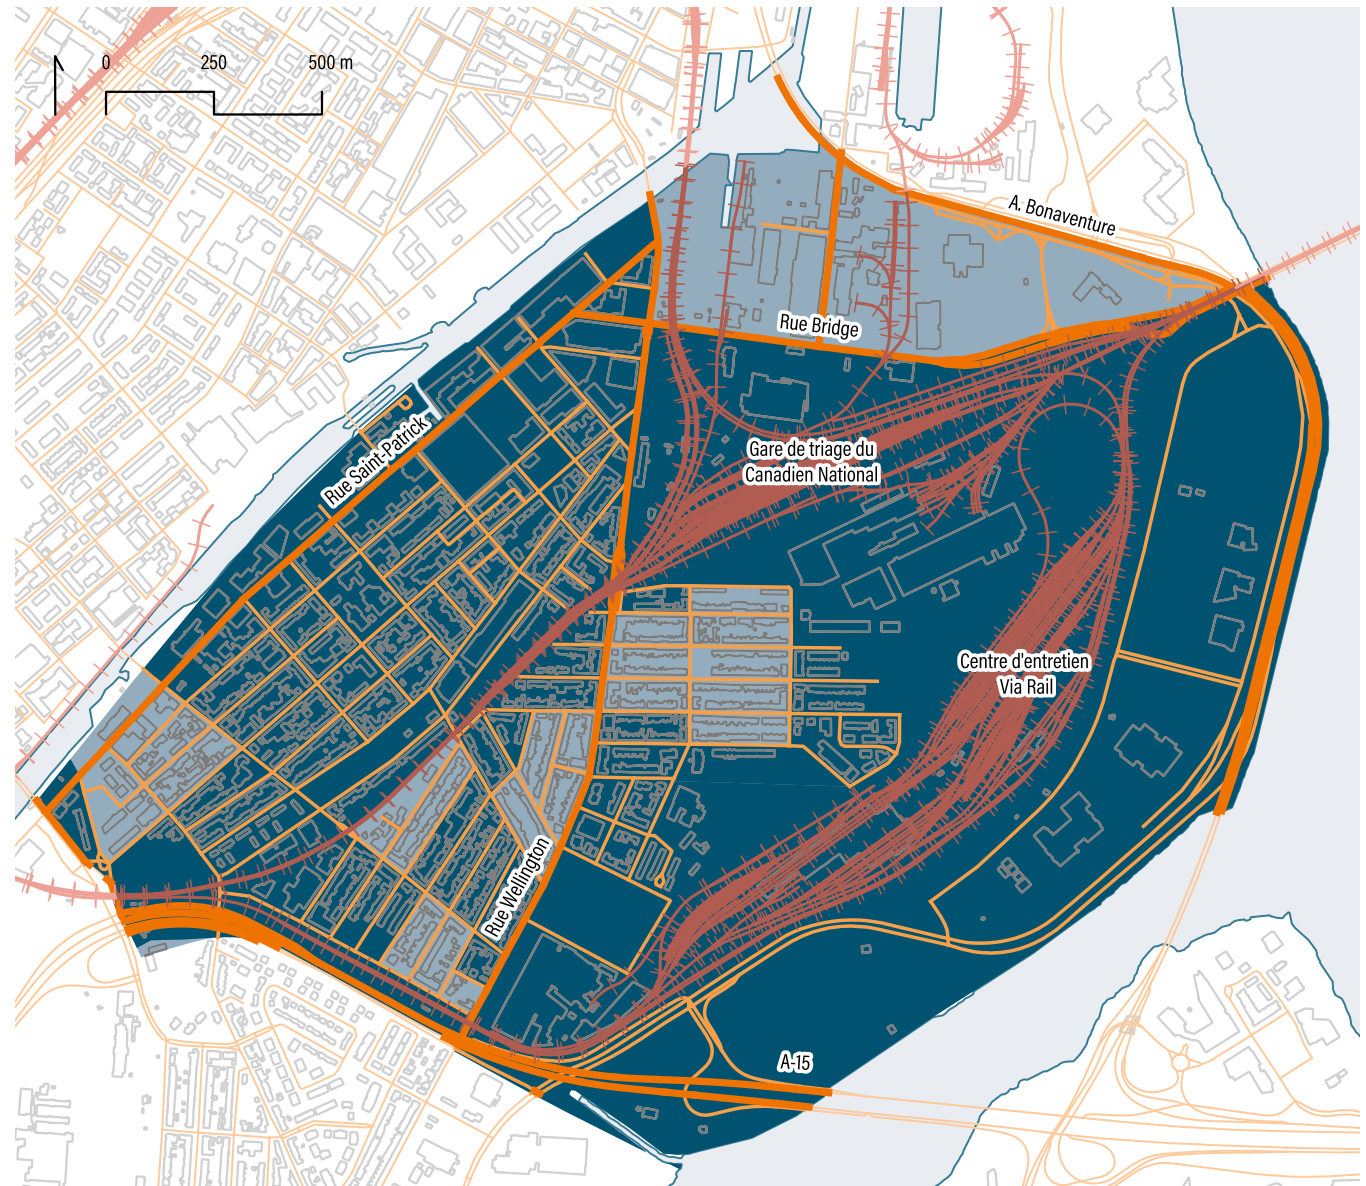 0 250 500 m
A. Bonaventure
Rue Bridge
Rue Saint-Patrick
Gare de triage du
Canadien National
Centre d'entretien
Via Rail
Rue Wellington
A-15